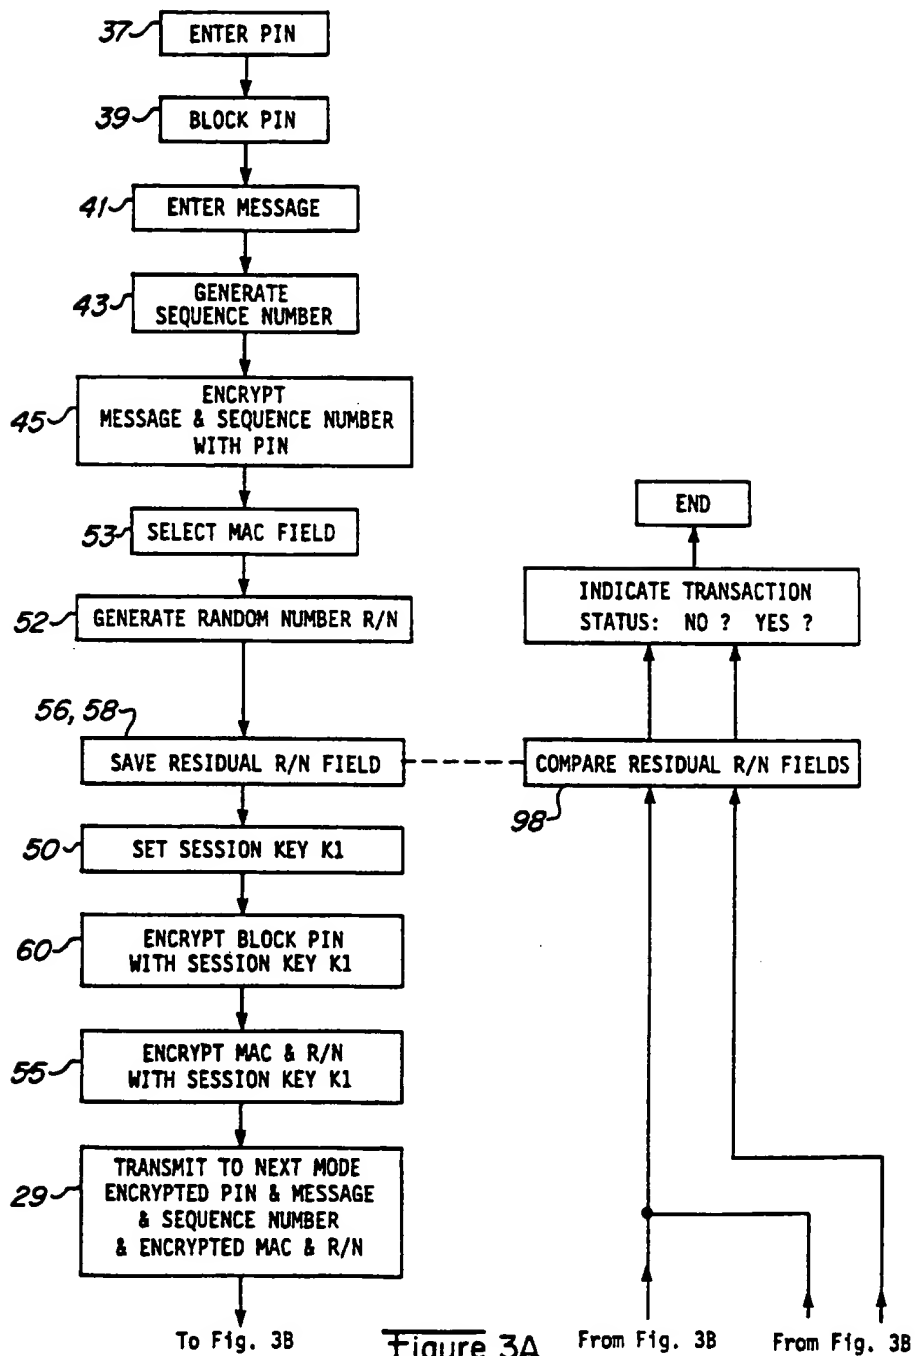 37
ENTER PIN
39
BLOCK PIN
41
ENTER MESSAGE
43
GENERATE
SEQUENCE NUMBER
45
ENCRYPT
MESSAGE & SEQUENCE NUMBER
WITH PIN
53
SELECT MAC FIELD
52
GENERATE RANDOM NUMBER R/N
56, 58
SAVE RESIDUAL R/N FIELD
50
SET SESSION KEY K1
60
ENCRYPT BLOCK PIN
WITH SESSION KEY K1
55
ENCRYPT MAC & R/N
WITH SESSION KEY K1
29
TRANSMIT TO NEXT MODE
ENCRYPTED PIN & MESSAGE
& SEQUENCE NUMBER
& ENCRYPTED MAC & R/N
To Fig. 3B
END
INDICATE TRANSACTION
STATUS: NO ? YES ?
COMPARE RESIDUAL R/N FIELDS
98
From Fig. 3B
From Fig. 3B
Figure 3A